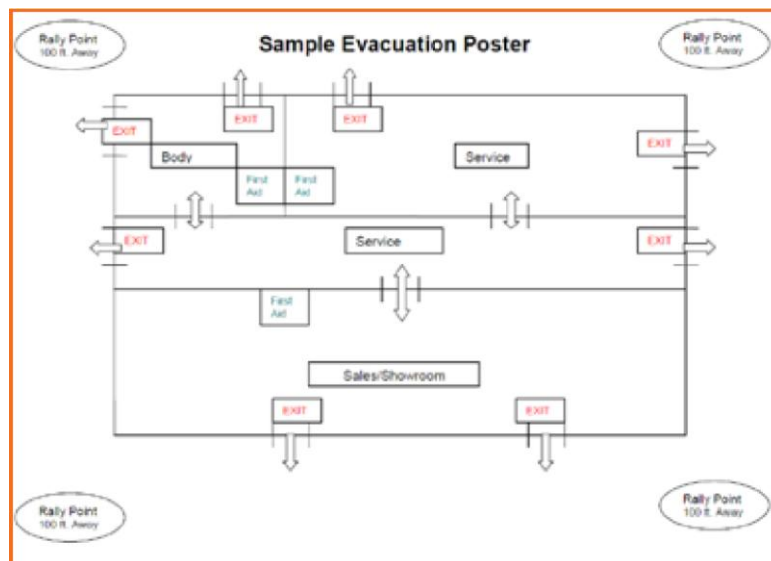 Rally Point
100 ft. Away
Sample Evacuation Poster
Rally Point
100 ft. Away
EXIT
EXIT
EXIT
EXIT
Body
Service
First
Aid
First
Aid
EXIT
Service
EXIT
First
Aid
Sales/Showroom
EXIT
EXIT
Rally Point
100 ft. Away
Rally Point
100 ft. Away